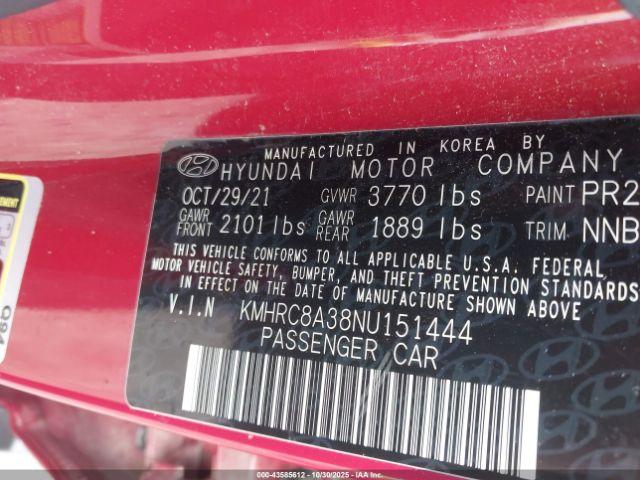 MANUFACTURED IN KOREA BY
HYUNDAI MOTOR COMPANY
OCT/29/21 GVWR 3770 lbs PAINT PR2
GAWR FRONT 2101 lbs GAWR REAR 1889 lbs TRIM NNB
THIS VEHICLE CONFORMS TO ALL APPLICABLE U.S.A. FEDERAL
MOTOR VEHICLE SAFETY, BUMPER, AND THEFT PREVENTION STANDARDS
IN EFFECT ON THE DATE OF MANUFACTURE SHOWN ABOVE.
V.I.N KMHRC8A38NU151444
PASSENGER CAR
Q94
000-43585612 - 10/30/2025 - IAAI.COM